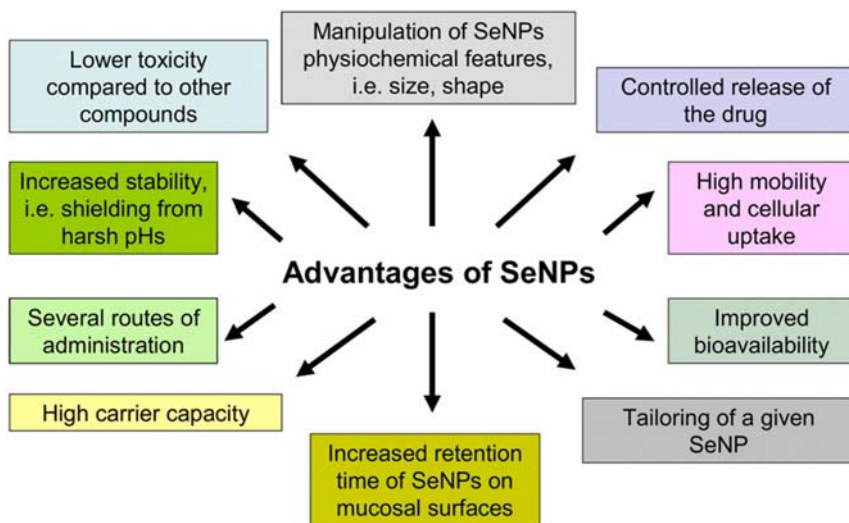 Manipulation of SeNPs
physiochemical features,
i.e. size, shape
Lower toxicity
compared to other
compounds
Controlled release of
the drug
Increased stability,
i.e. shielding from
harsh pHs
High mobility
and cellular
uptake
Advantages of SeNPs
Several routes of
administration
Improved
bioavailability
High carrier capacity
Tailoring of a given
SeNP
Increased retention
time of SeNPs on
mucosal surfaces